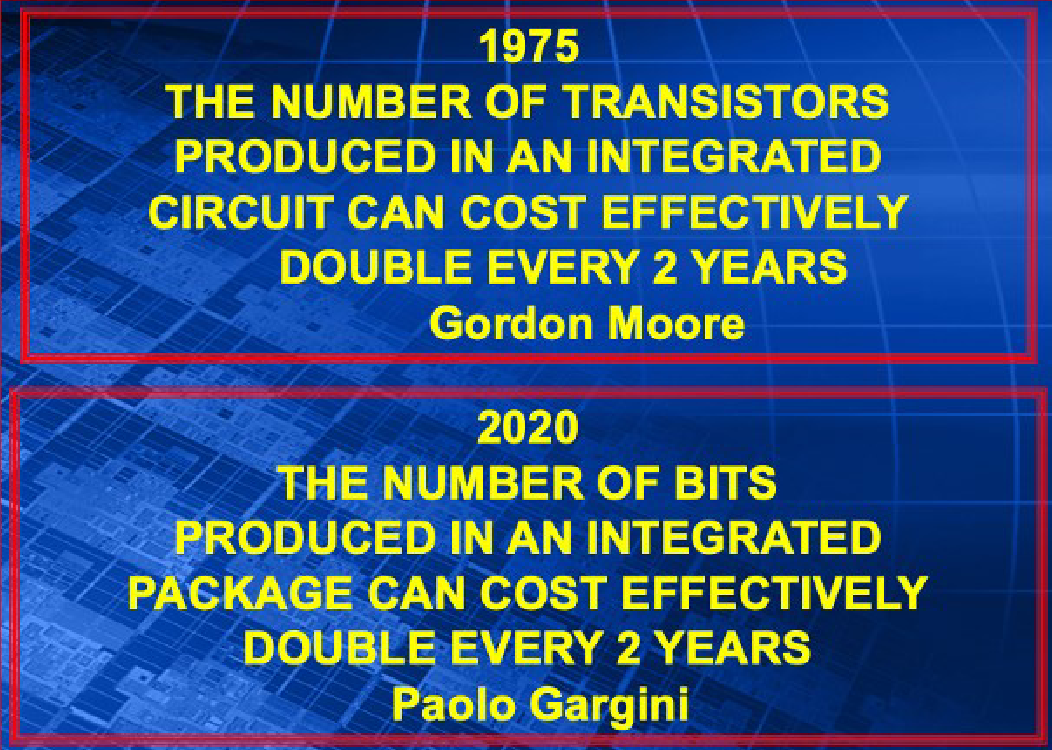 1975
THE NUMBER OF TRANSISTORS
PRODUCED IN AN INTEGRATED
CIRCUIT CAN COST EFFECTIVELY
DOUBLE EVERY 2 YEARS
Gordon Moore
2020
THE NUMBER OF BITS
PRODUCED IN AN INTEGRATED
PACKAGE CAN COST EFFECTIVELY
DOUBLE EVERY 2 YEARS
Paolo Gargini